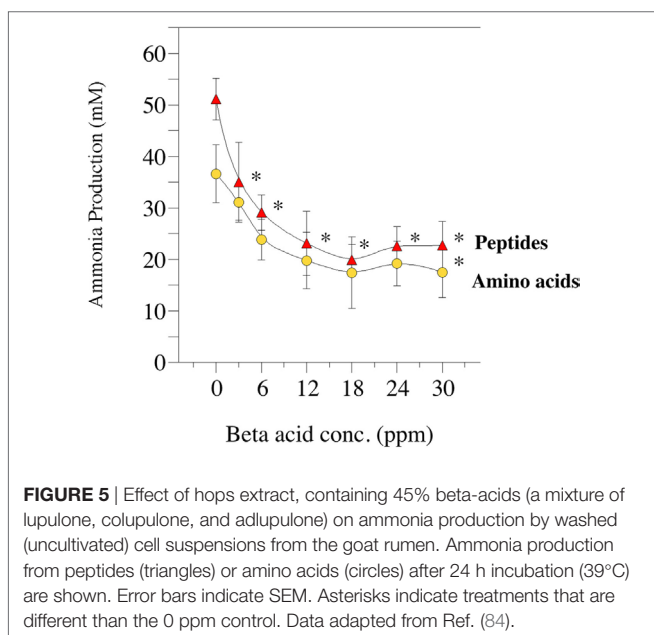 60
50
40
30
20
10
0
Ammonia Production (mM)
*
*
*
*
*
*
*
Peptides
Amino acids
0 6 12 18 24 30
Beta acid conc. (ppm)
FIGURE 5 | Effect of hops extract, containing 45% beta-acids (a mixture of
lupulone, colupulone, and adlupulone) on ammonia production by washed
(uncultivated) cell suspensions from the goat rumen. Ammonia production
from peptides (triangles) or amino acids (circles) after 24 h incubation (39°C)
are shown. Error bars indicate SEM. Asterisks indicate treatments that are
different than the 0 ppm control. Data adapted from Ref. (84).